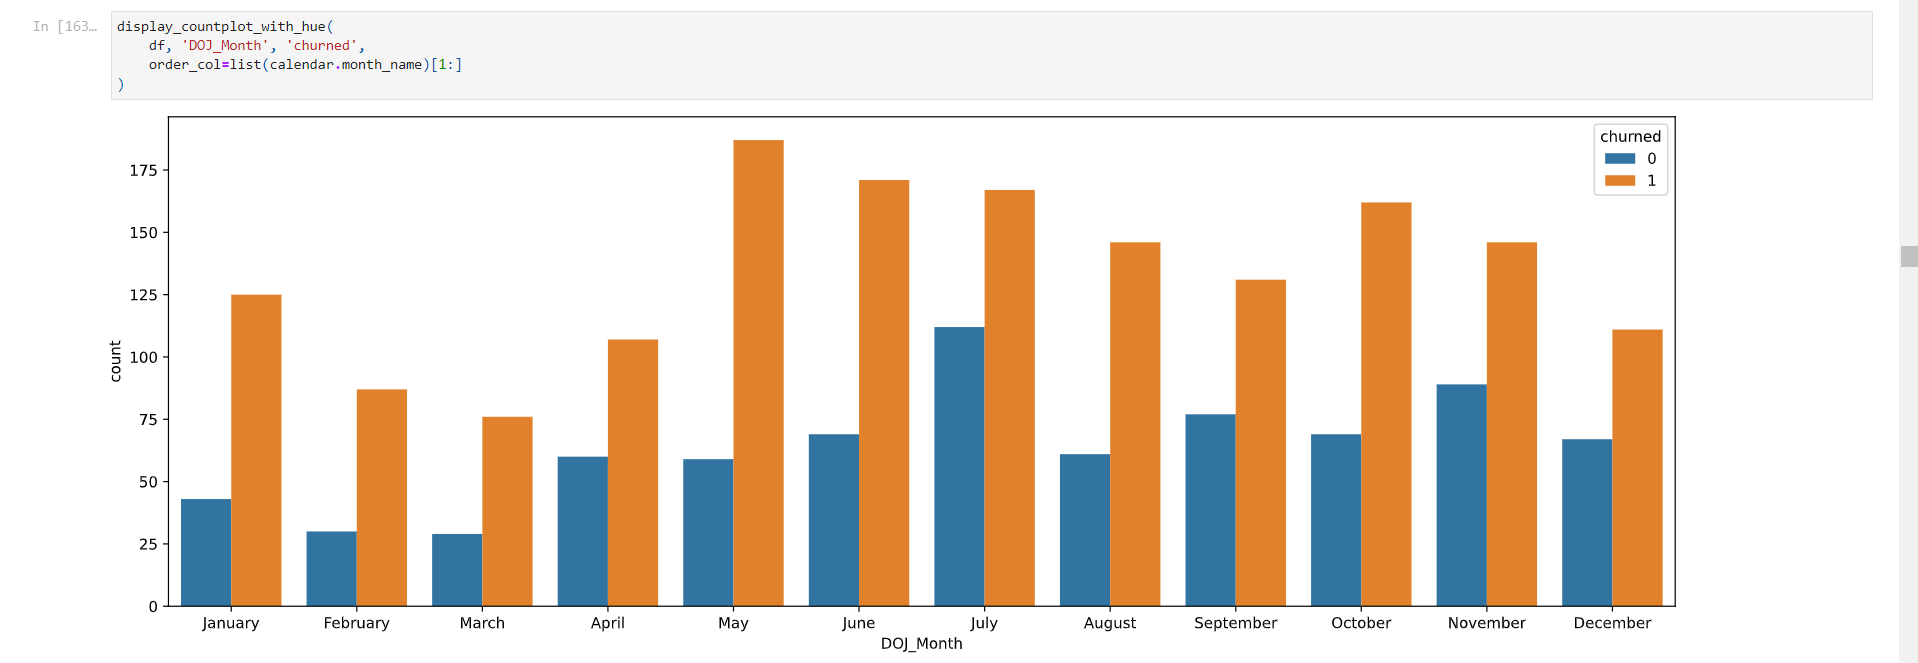 In [163…
display_countplot_with_hue(
    df, 'DOJ_Month', 'churned',
    order_col=list(calendar.month_name)[1:]
)
churned
0
1
175
150
125
100
75
50
25
0
count
January February March April May June July August September October November December
DOJ_Month